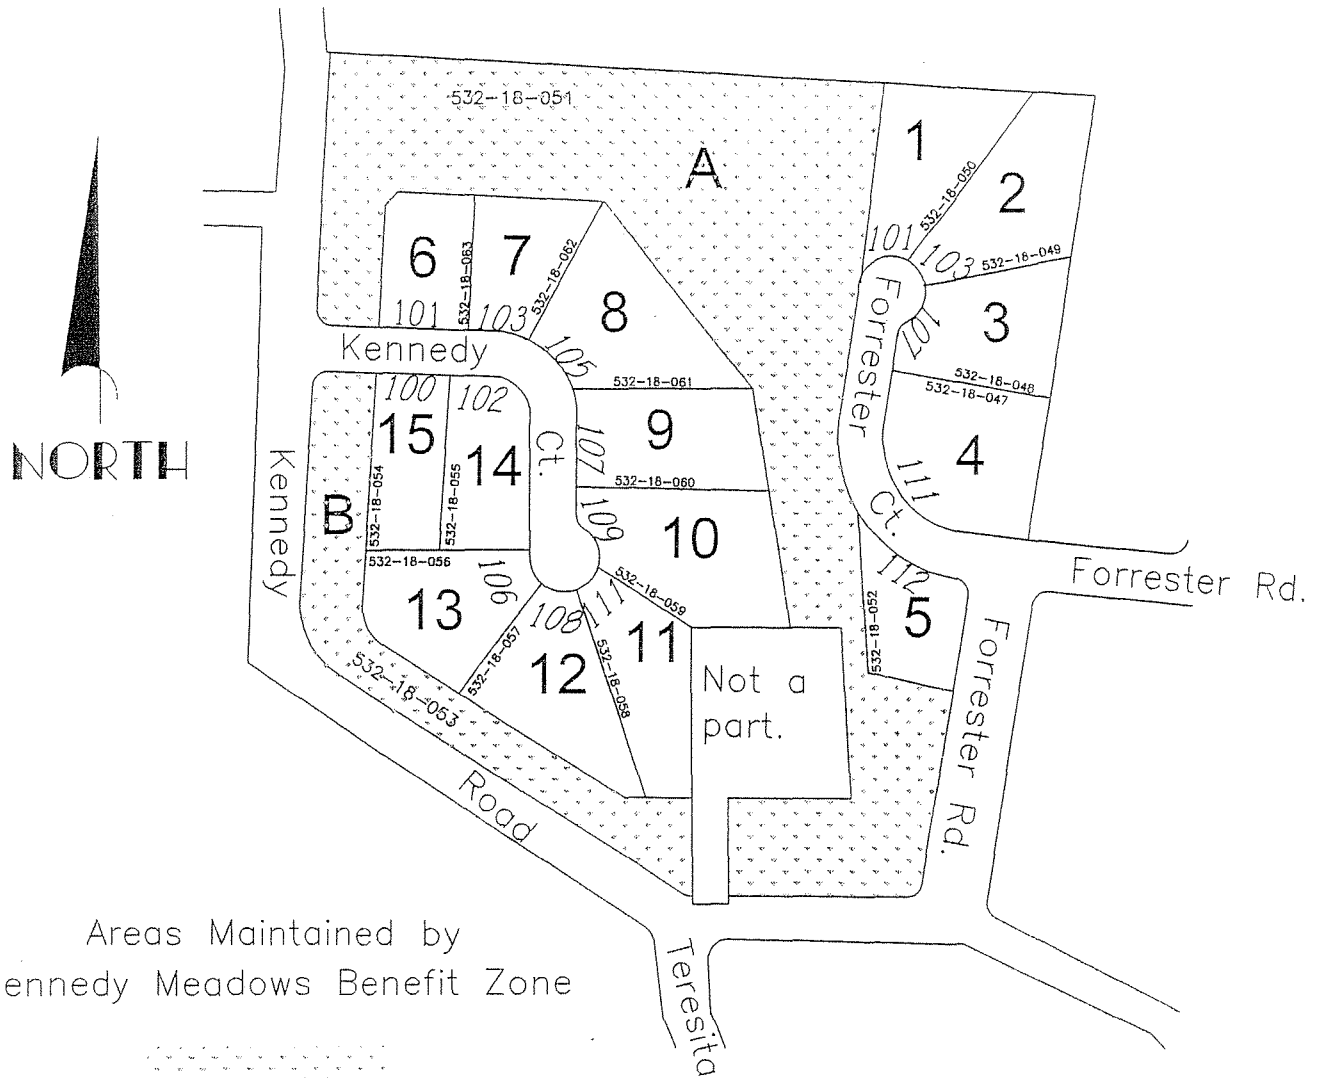 532-18-051
A
1
2
532-18-050
101
103
532-18-049
6
7
8
532-18-063
532-18-062
101
103
105
Kennedy
Forrester
Ct.
3
107
532-18-048
532-18-047
4
111
NORTH
Kennedy
B
100
102
15
14
532-18-054
532-18-055
Ct.
532-18-061
9
107
532-18-060
109
10
532-18-056
13
106
532-18-057
108
12
111
532-18-059
11
532-18-058
532-18-053
Not a
part.
112
5
532-18-052
Forrester Rd.
Forrester Rd.
Road
Teresita
Areas Maintained by
ennedy Meadows Benefit Zone